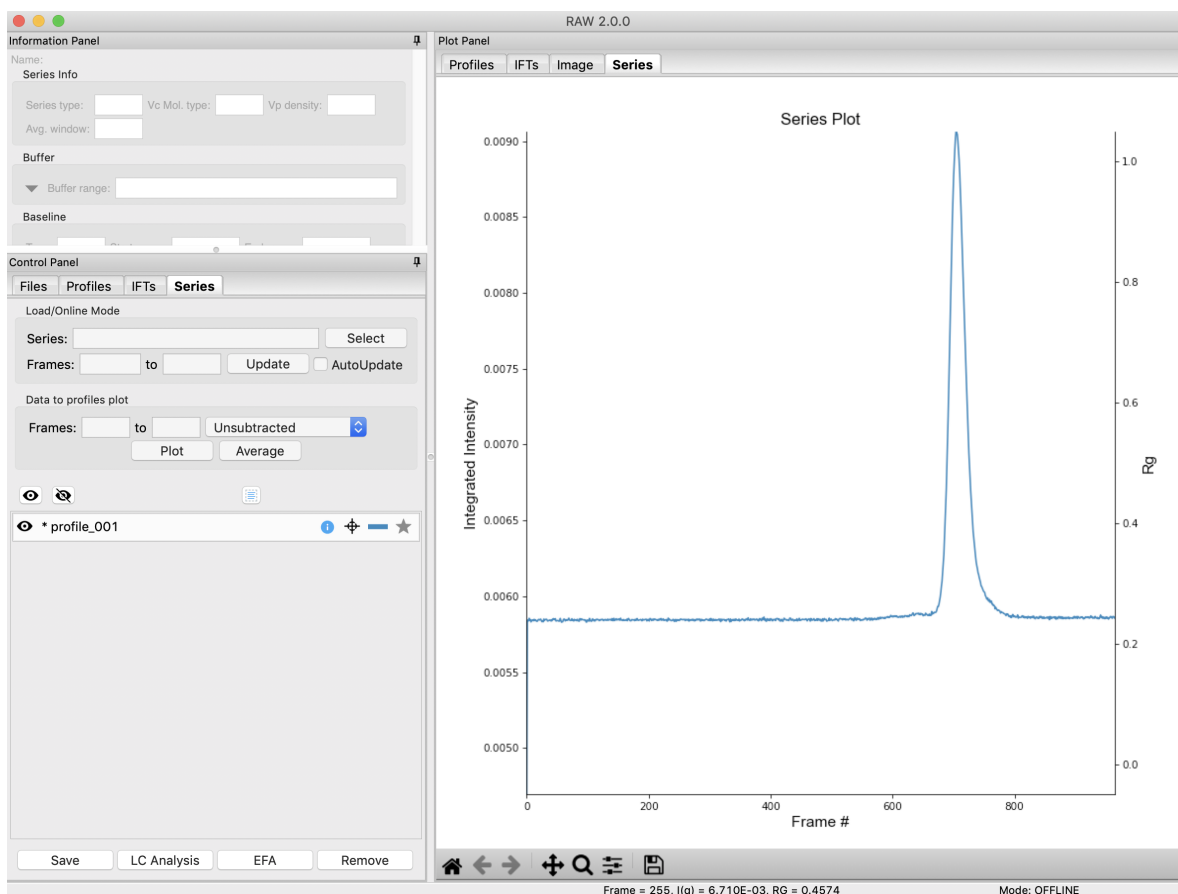 RAW 2.0.0
Information Panel
Name:
Series Info
Series type: Vc Mol. type: Vp density:
Avg. window:
Buffer
Buffer range:
Baseline
Control Panel
Files Profiles IFTs Series
Load/Online Mode
Series: Select
Frames: to Update AutoUpdate
Data to profiles plot
Frames: to Unsubtracted
Plot Average
* profile_001
Save LC Analysis EFA Remove
Plot Panel
Profiles IFTs Image Series
Series Plot
0.0090
0.0085
0.0080
0.0075
0.0070
0.0065
0.0060
0.0055
0.0050
Integrated Intensity
1.0
0.8
0.6
0.4
0.2
0.0
Rg
0 200 400 600 800
Frame #
Frame = 255, I(q) = 6.710E-03, RG = 0.4574 Mode: OFFLINE